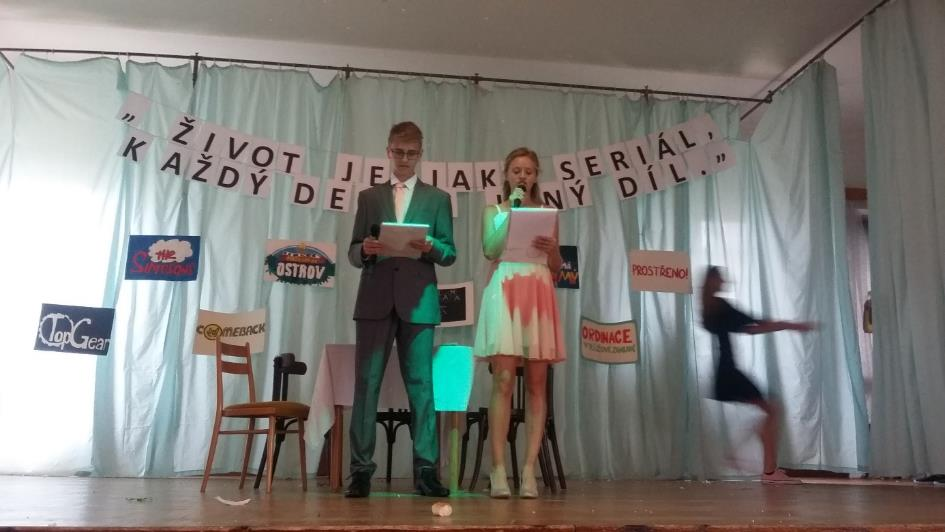 „ŽIVOT JE JAK SERIÁL,
KAŽDÝ DE
NÝ DÍL."
THE
SIMPSONS
OSTROV
PROSTŘENO!
TopGear
COMEBACK
ORDINACE